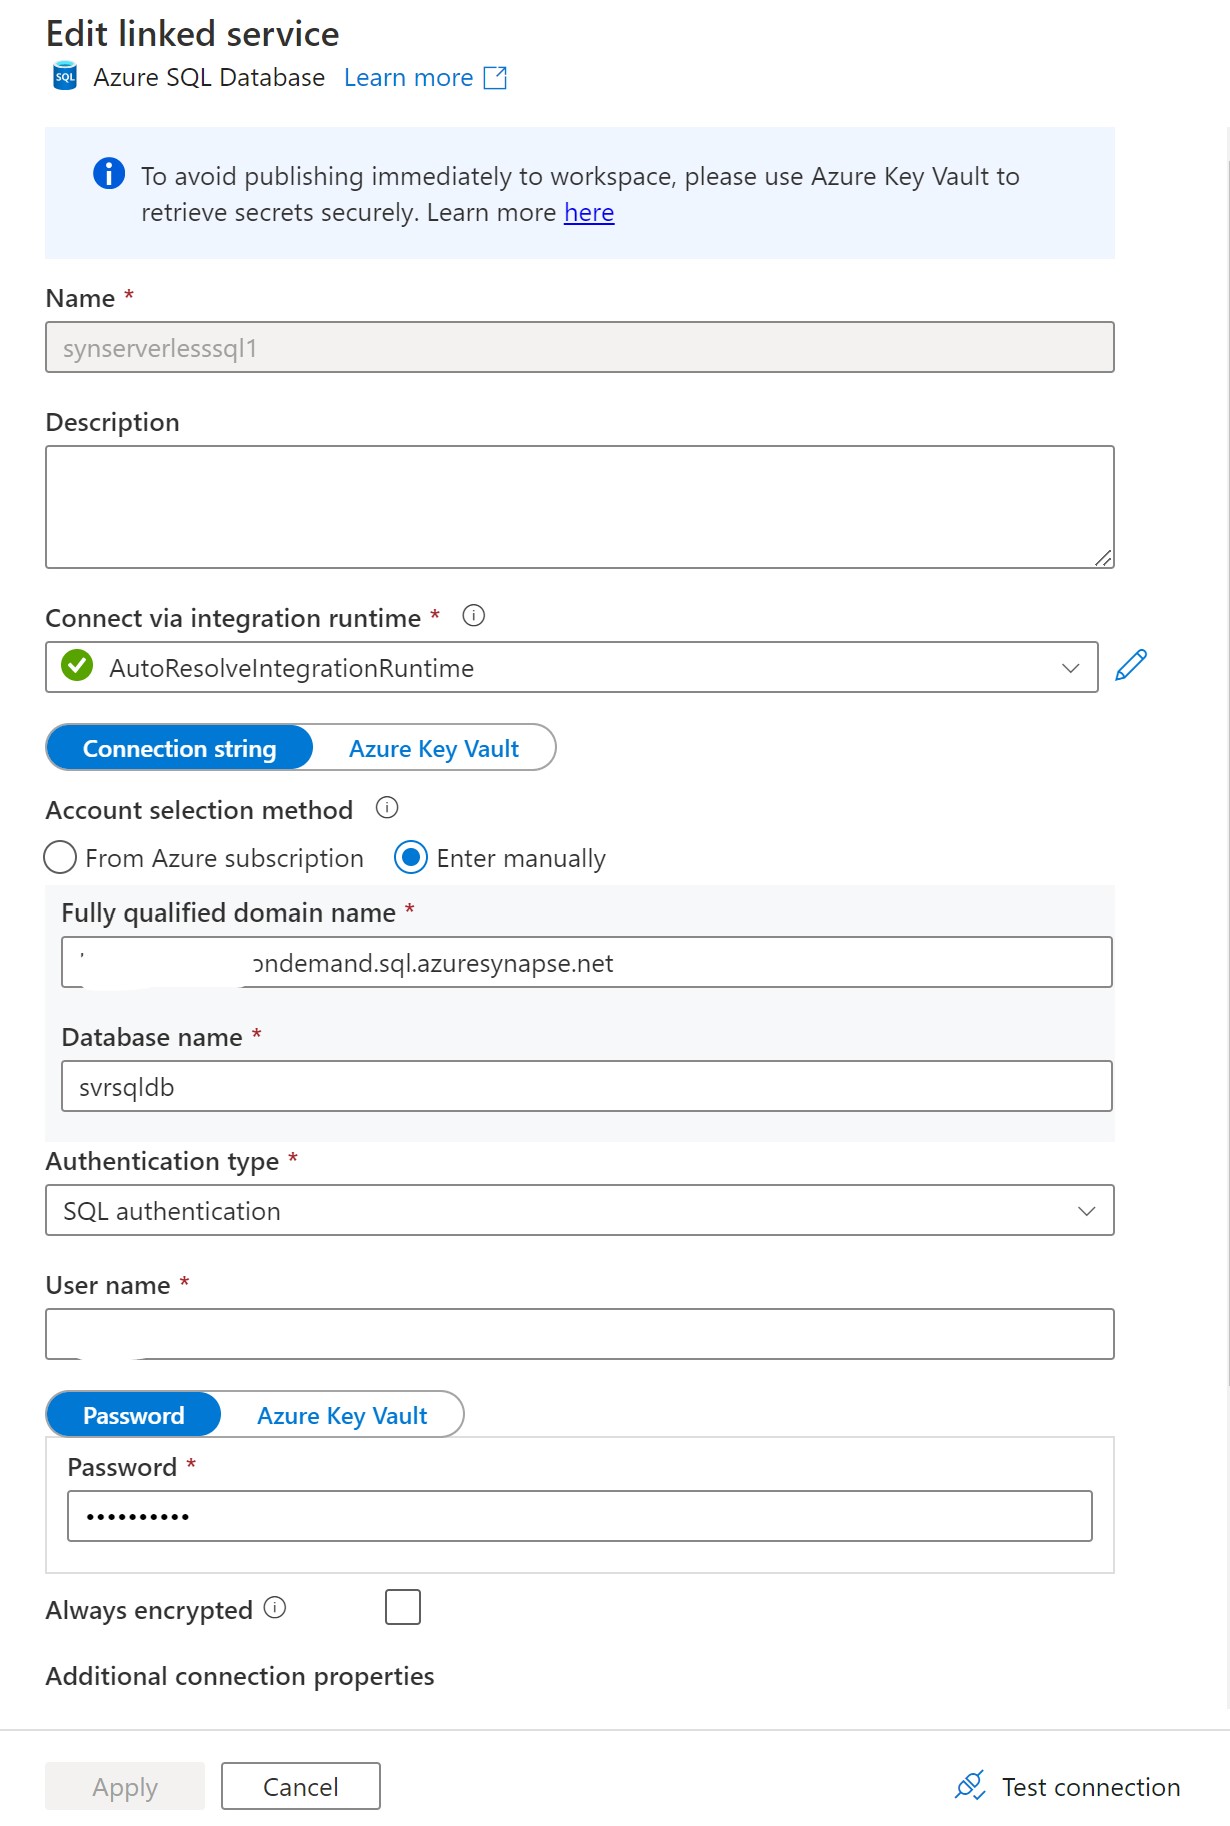 Edit linked service
SQL Azure SQL Database Learn more
To avoid publishing immediately to workspace, please use Azure Key Vault to
retrieve secrets securely. Learn more here
Name *
synserverlesssql1
Description
Connect via integration runtime *
AutoResolveIntegrationRuntime
Connection string Azure Key Vault
Account selection method
From Azure subscription Enter manually
Fully qualified domain name *
ondemand.sql.azuresynapse.net
Database name *
svrsqldb
Authentication type *
SQL authentication
User name *
Password Azure Key Vault
Password *
••••••••••
Always encrypted
Additional connection properties
Apply Cancel Test connection